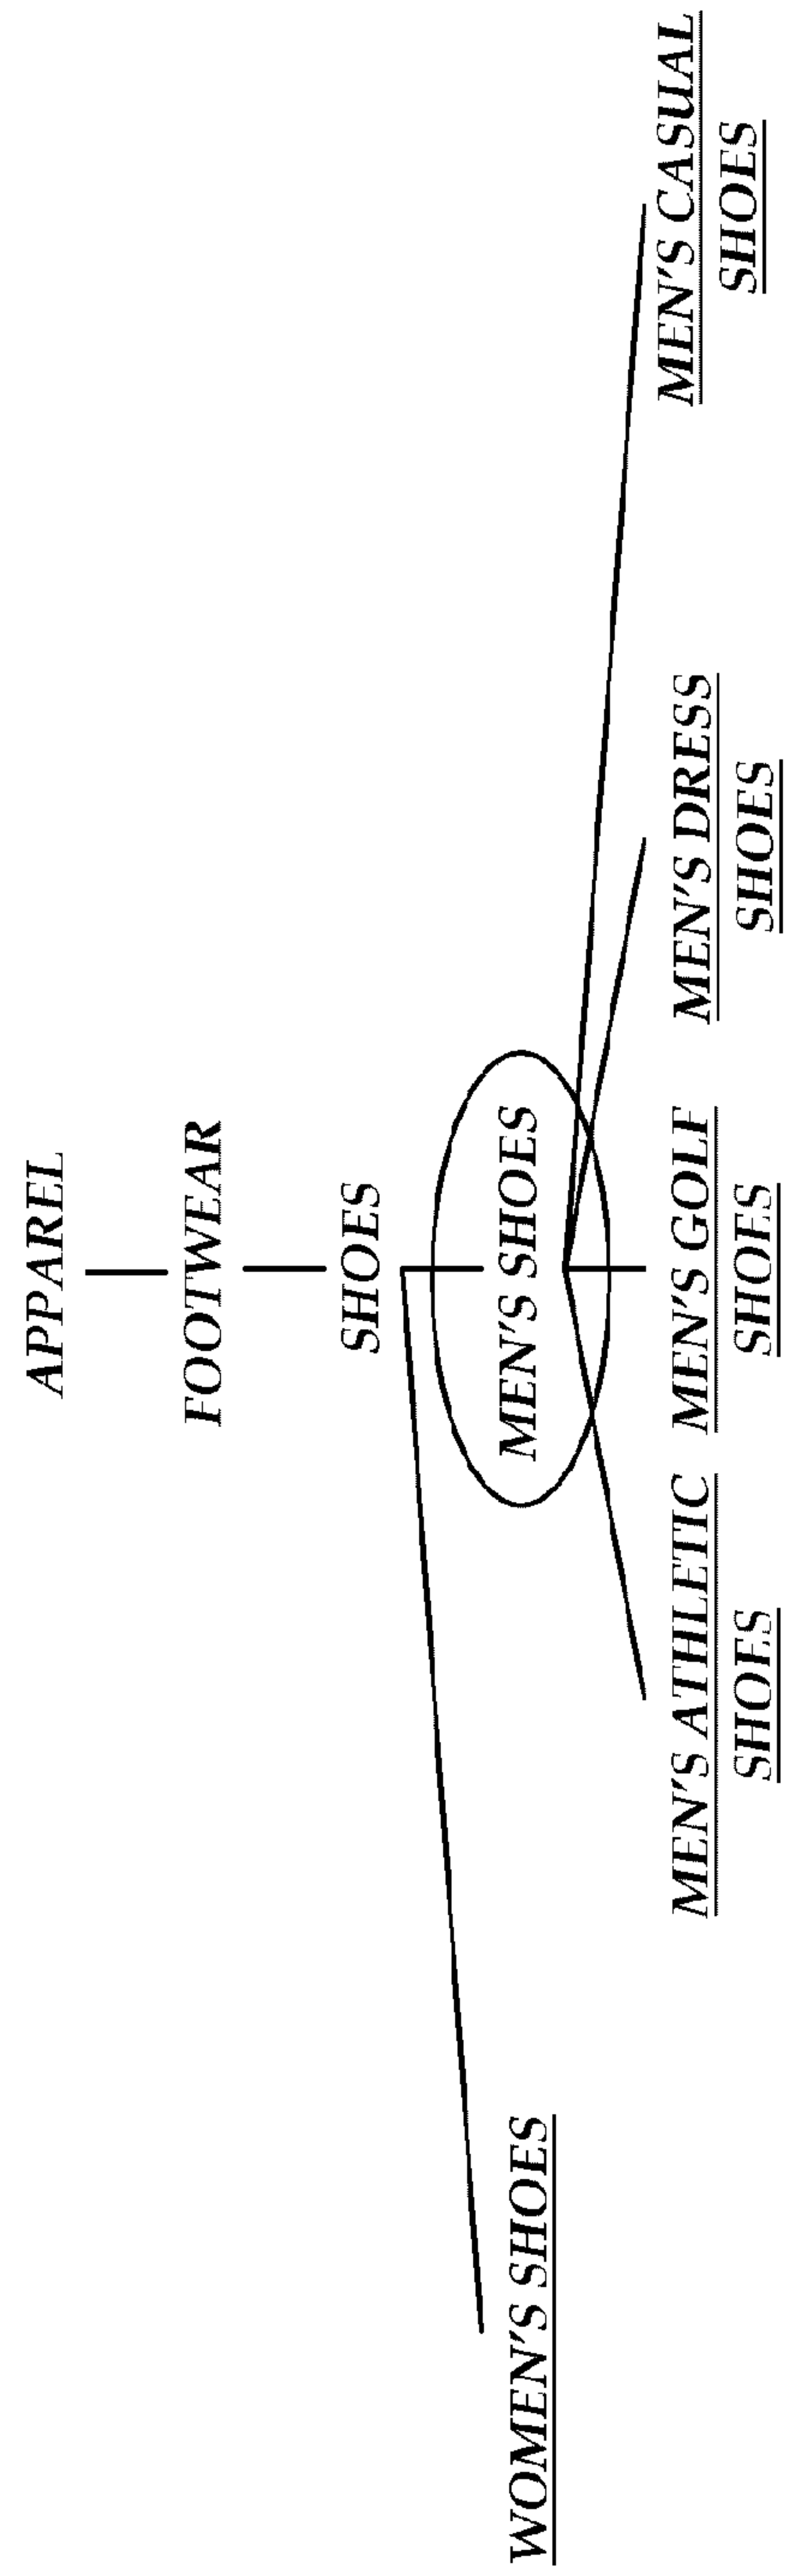 APPAREL
FOOTWEAR
SHOES
WOMEN'S SHOES
MEN'S SHOES
MEN'S ATHLETIC
SHOES
MEN'S GOLF
SHOES
MEN'S DRESS
SHOES
MEN'S CASUAL
SHOES